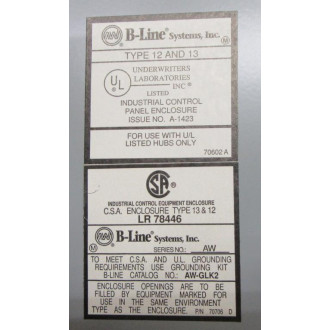 B-Line Systems, Inc.
TYPE 12 AND 13
UL
UNDERWRITERS
LABORATORIES
INC®
LISTED
INDUSTRIAL CONTROL
PANEL ENCLOSURE
ISSUE NO. A-1423
FOR USE WITH U/L
LISTED HUBS ONLY
70602 A
SA
INDUSTRIAL CONTROL EQUIPMENT ENCLOSURE
C.S.A. ENCLOSURE TYPE 13 & 12
LR 78446
B-Line® Systems, Inc.
M SERIES NO.: AW
TO MEET C.S.A. AND U.L. GROUNDING
REQUIREMENTS USE GROUNDING KIT
B-LINE CATALOG NO.: AW-GLK2
ENCLOSURE OPENINGS ARE TO BE
FILLED BY EQUIPMENT MARKED FOR
USE IN THE SAME ENVIRONMENT
TYPE AS THE ENCLOSURE. P/N 70706 D